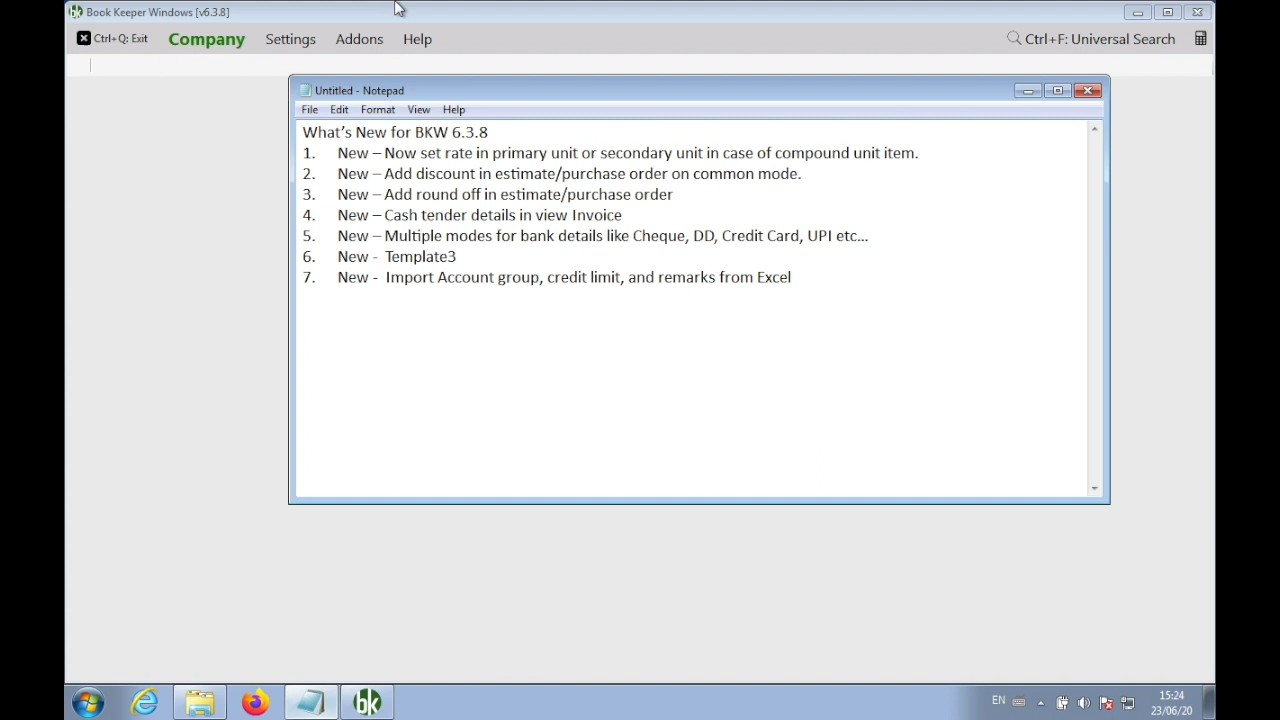 Book Keeper Windows [v6.3.8]
Ctrl+Q: Exit Company Settings Addons Help Ctrl+F: Universal Search
Untitled - Notepad
File Edit Format View Help
What's New for BKW 6.3.8
1. New – Now set rate in primary unit or secondary unit in case of compound unit item.
2. New – Add discount in estimate/purchase order on common mode.
3. New – Add round off in estimate/purchase order
4. New – Cash tender details in view Invoice
5. New – Multiple modes for bank details like Cheque, DD, Credit Card, UPI etc…
6. New - Template3
7. New - Import Account group, credit limit, and remarks from Excel
bk EN 15:24
23/06/20